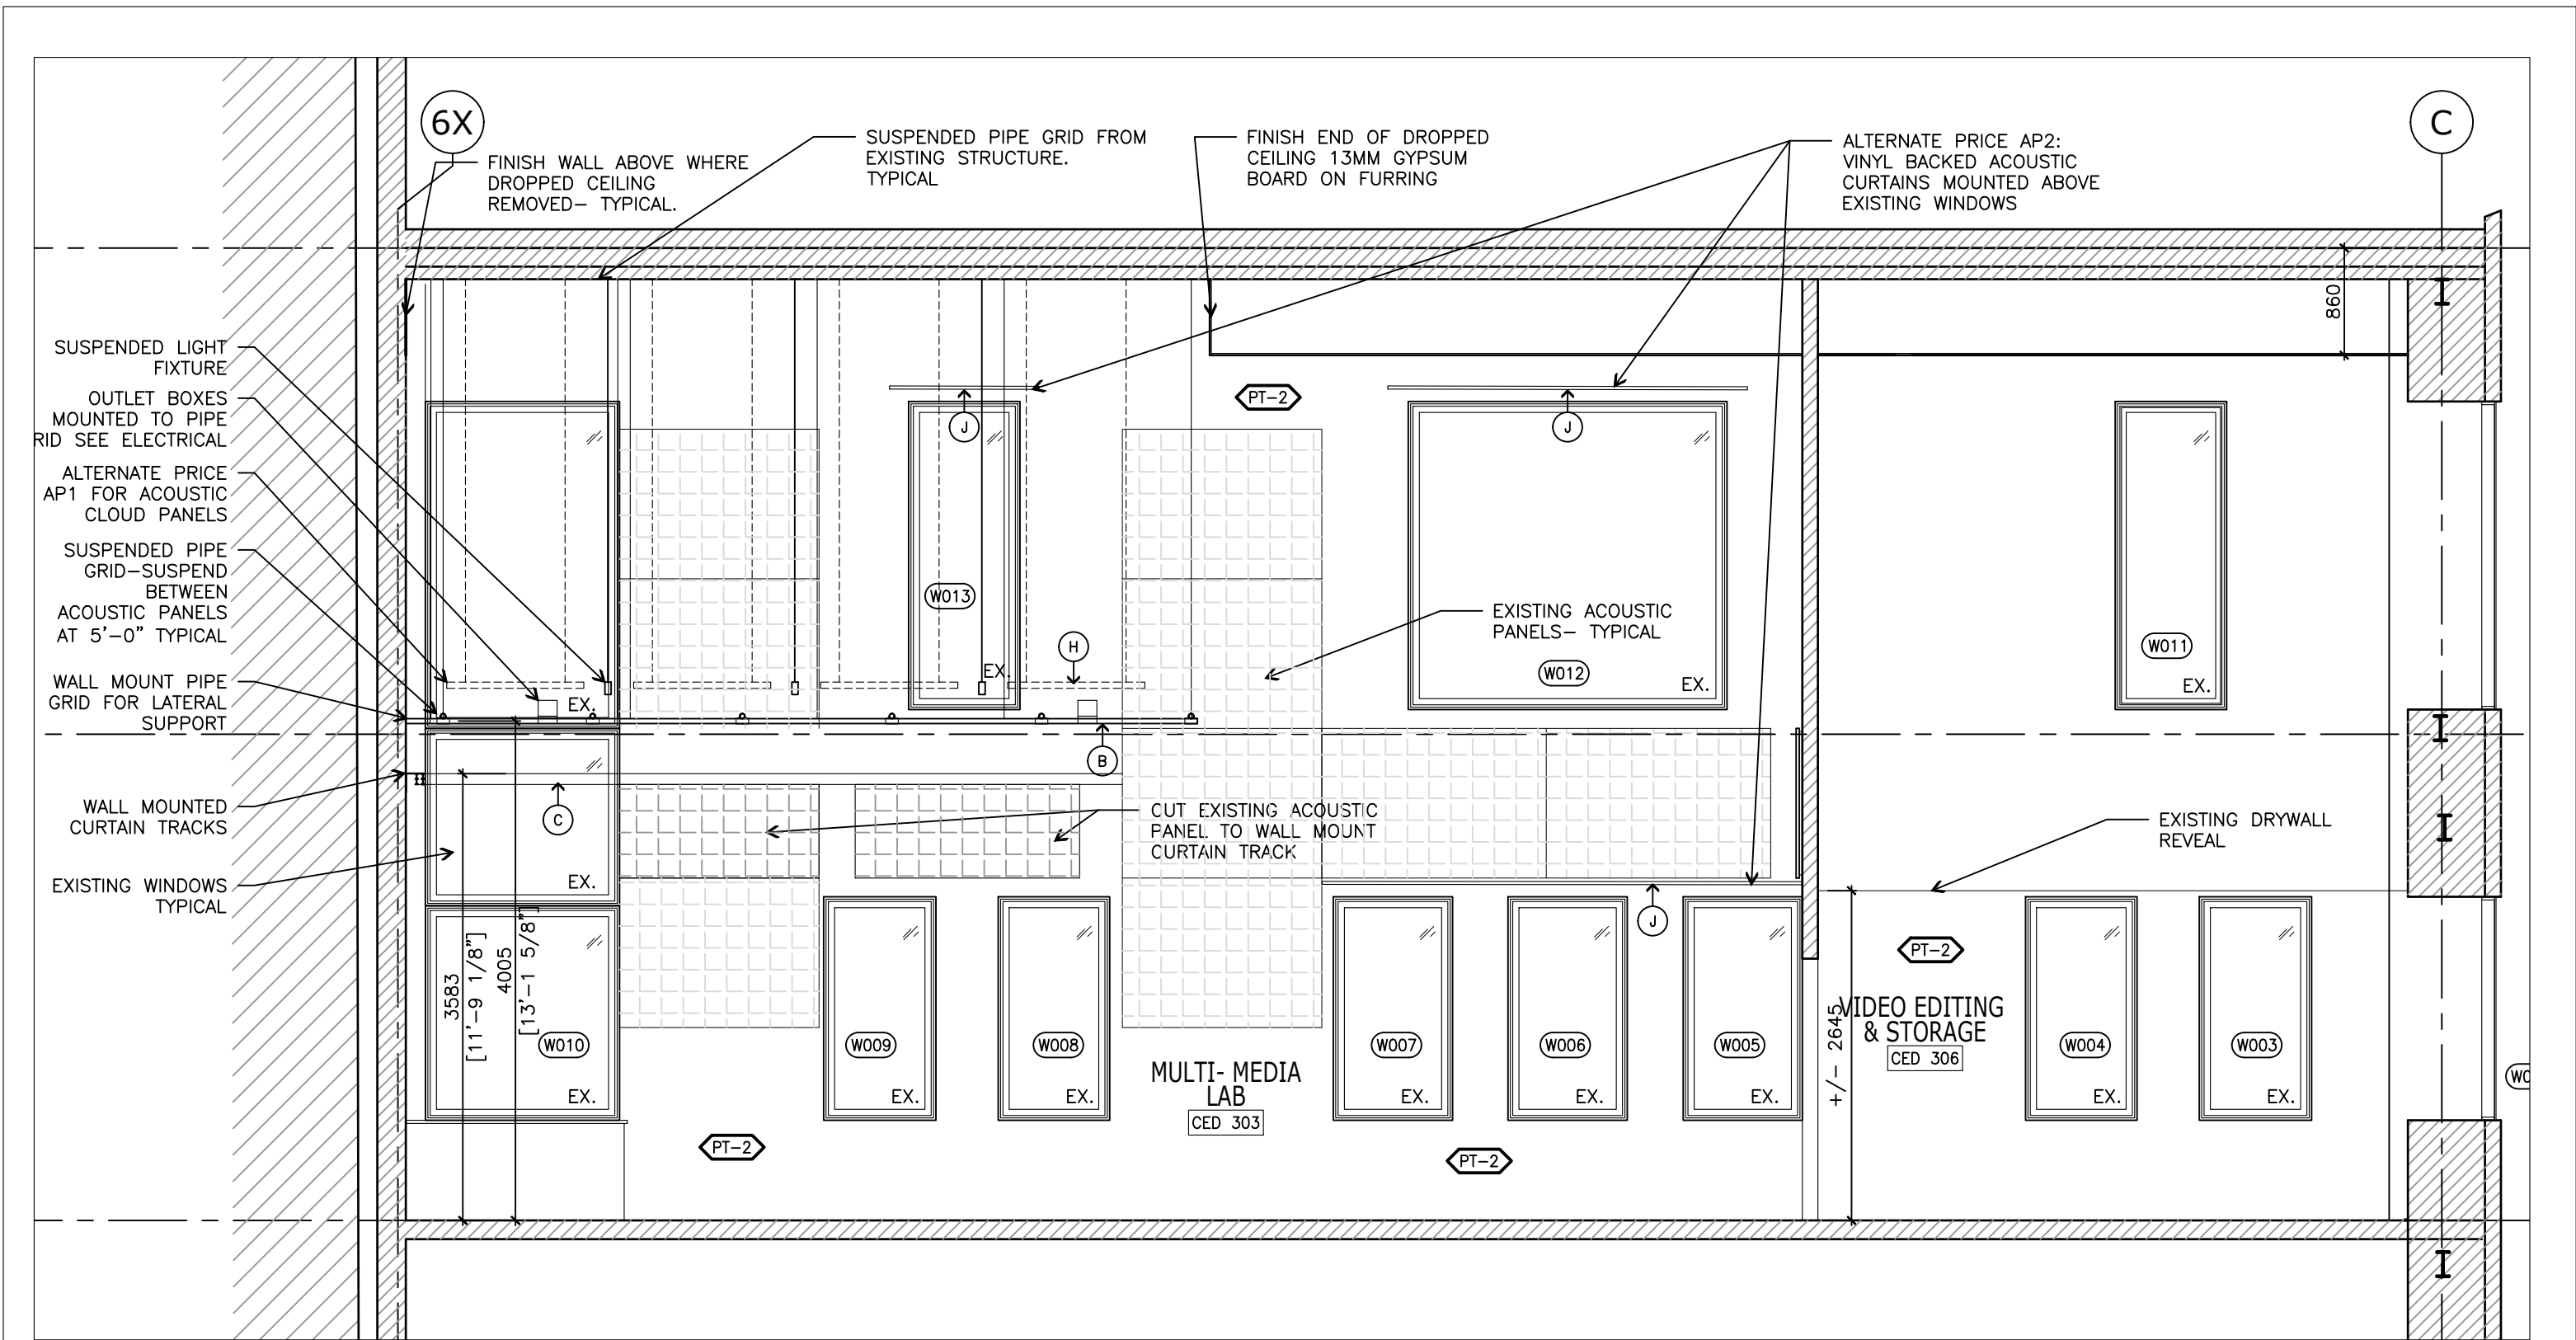 6X
C
FINISH WALL ABOVE WHERE
DROPPED CEILING
REMOVED– TYPICAL.
SUSPENDED PIPE GRID FROM
EXISTING STRUCTURE.
TYPICAL
FINISH END OF DROPPED
CEILING 13MM GYPSUM
BOARD ON FURRING
ALTERNATE PRICE AP2:
VINYL BACKED ACOUSTIC
CURTAINS MOUNTED ABOVE
EXISTING WINDOWS
860
SUSPENDED LIGHT
FIXTURE
OUTLET BOXES
MOUNTED TO PIPE
RID SEE ELECTRICAL
ALTERNATE PRICE
AP1 FOR ACOUSTIC
CLOUD PANELS
SUSPENDED PIPE
GRID–SUSPEND
BETWEEN
ACOUSTIC PANELS
AT 5'–0" TYPICAL
WALL MOUNT PIPE
GRID FOR LATERAL
SUPPORT
WALL MOUNTED
CURTAIN TRACKS
EXISTING WINDOWS
TYPICAL
J
PT–2
J
W013
EX.
H
EX.
EXISTING ACOUSTIC
PANELS– TYPICAL
W012
EX.
W011
EX.
B
C
EX.
CUT EXISTING ACOUSTIC
PANEL TO WALL MOUNT
CURTAIN TRACK
EXISTING DRYWALL
REVEAL
J
3583
[11'–9 1/8"]
4005
[13'–1 5/8"]
W010
EX.
W009
EX.
W008
EX.
MULTI- MEDIA
LAB
CED 303
W007
EX.
W006
EX.
W005
EX.
+/- 2645
PT–2
VIDEO EDITING
& STORAGE
CED 306
W004
EX.
W003
EX.
WO
PT–2
PT–2